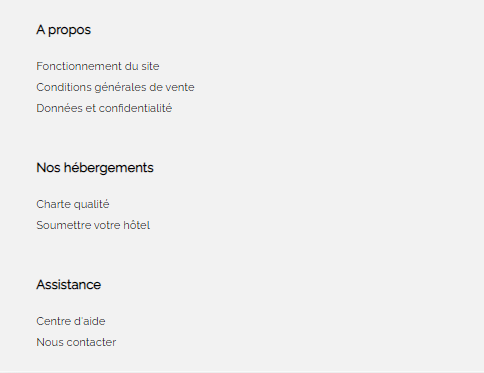 A propos
Fonctionnement du site
Conditions générales de vente
Données et confidentialité
Nos hébergements
Charte qualité
Soumettre votre hôtel
Assistance
Centre d'aide
Nous contacter